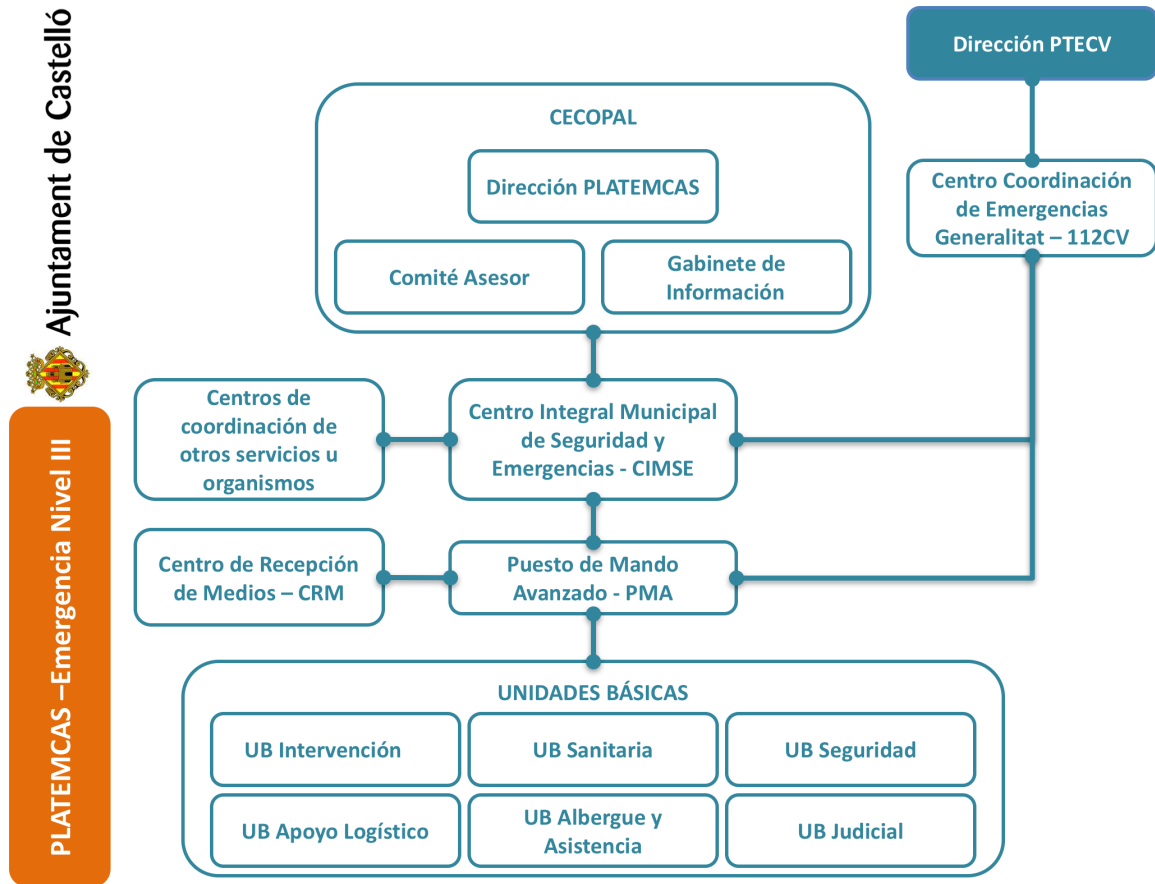 Ajuntament de Castelló
PLATEMCAS –Emergencia Nivel III
Dirección PTECV
Centro Coordinación
de Emergencias
Generalitat – 112CV
CECOPAL
Dirección PLATEMCAS
Comité Asesor
Gabinete de
Información
Centros de
coordinación de
otros servicios u
organismos
Centro Integral Municipal
de Seguridad y
Emergencias - CIMSE
Centro de Recepción
de Medios – CRM
Puesto de Mando
Avanzado - PMA
UNIDADES BÁSICAS
UB Intervención
UB Sanitaria
UB Seguridad
UB Apoyo Logístico
UB Albergue y
Asistencia
UB Judicial